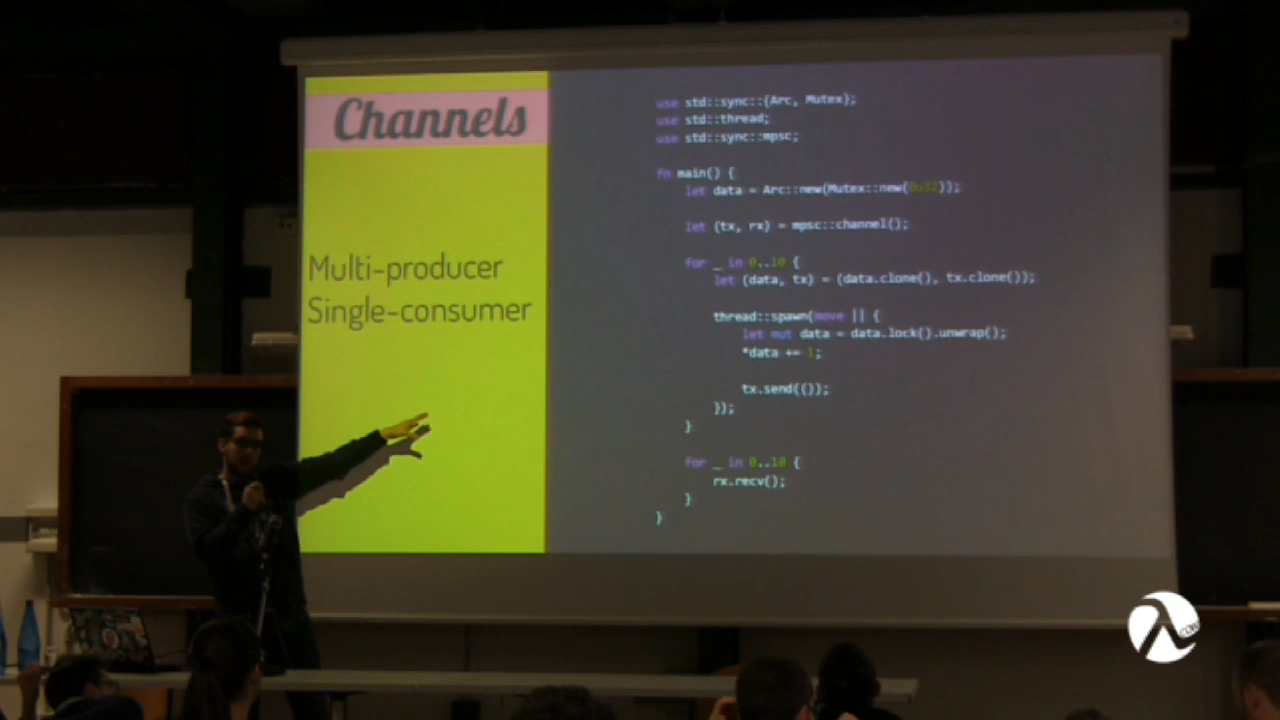 Channels
Multi-producer
Single-consumer
use std::sync::{Arc, Mutex};
use std::thread;
use std::sync::mpsc;
fn main() {
let data = Arc::new(Mutex::new(0u32));
let (tx, rx) = mpsc::channel();
for _ in 0..10 {
let (data, tx) = (data.clone(), tx.clone());
thread::spawn(move || {
let mut data = data.lock().unwrap();
*data += 1;
tx.send(());
});
}
for _ in 0..10 {
rx.recv();
}
}
λ